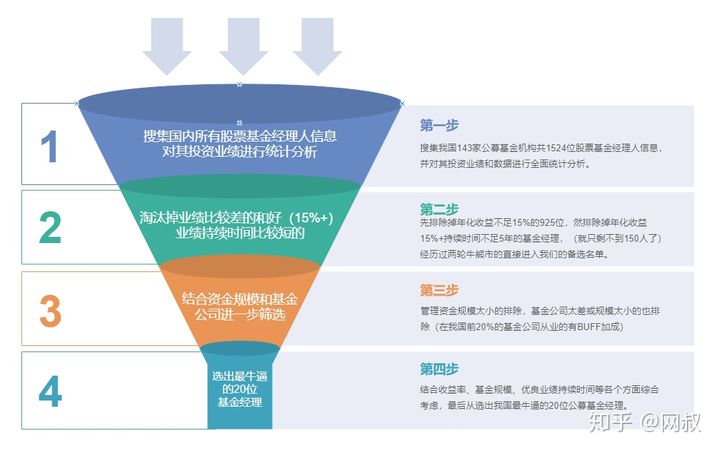 1
搜集国内所有股票基金经理人信息
对其投资业绩进行统计分析
第一步
搜集我国143家公募基金机构共1524位股票基金经理人信息，
并对其投资业绩和数据进行全面统计分析。
2
淘汰掉业绩比较差的和好（15%+）
业绩持续时间比较短的
第二步
先排除掉年化收益不足15%的925位，然排除掉年化收益
15%+持续时间不足5年的基金经理，（就只剩不到150人了）
经历过两轮牛熊市的直接进入我们的备选名单。
3
结合资金规模和基金
公司进一步筛选
第三步
管理资金规模太小的排除，基金公司太差或规模太小的也排
除（在我国前20%的基金公司从业的有BUFF加成）
4
选出最牛逼
的20位
基金经理
第四步
结合收益率、基金规模、优良业绩持续时间等各个方面综合
考虑，最后从选出我国最牛逼的20位公募基金经理。
知乎 @网叔